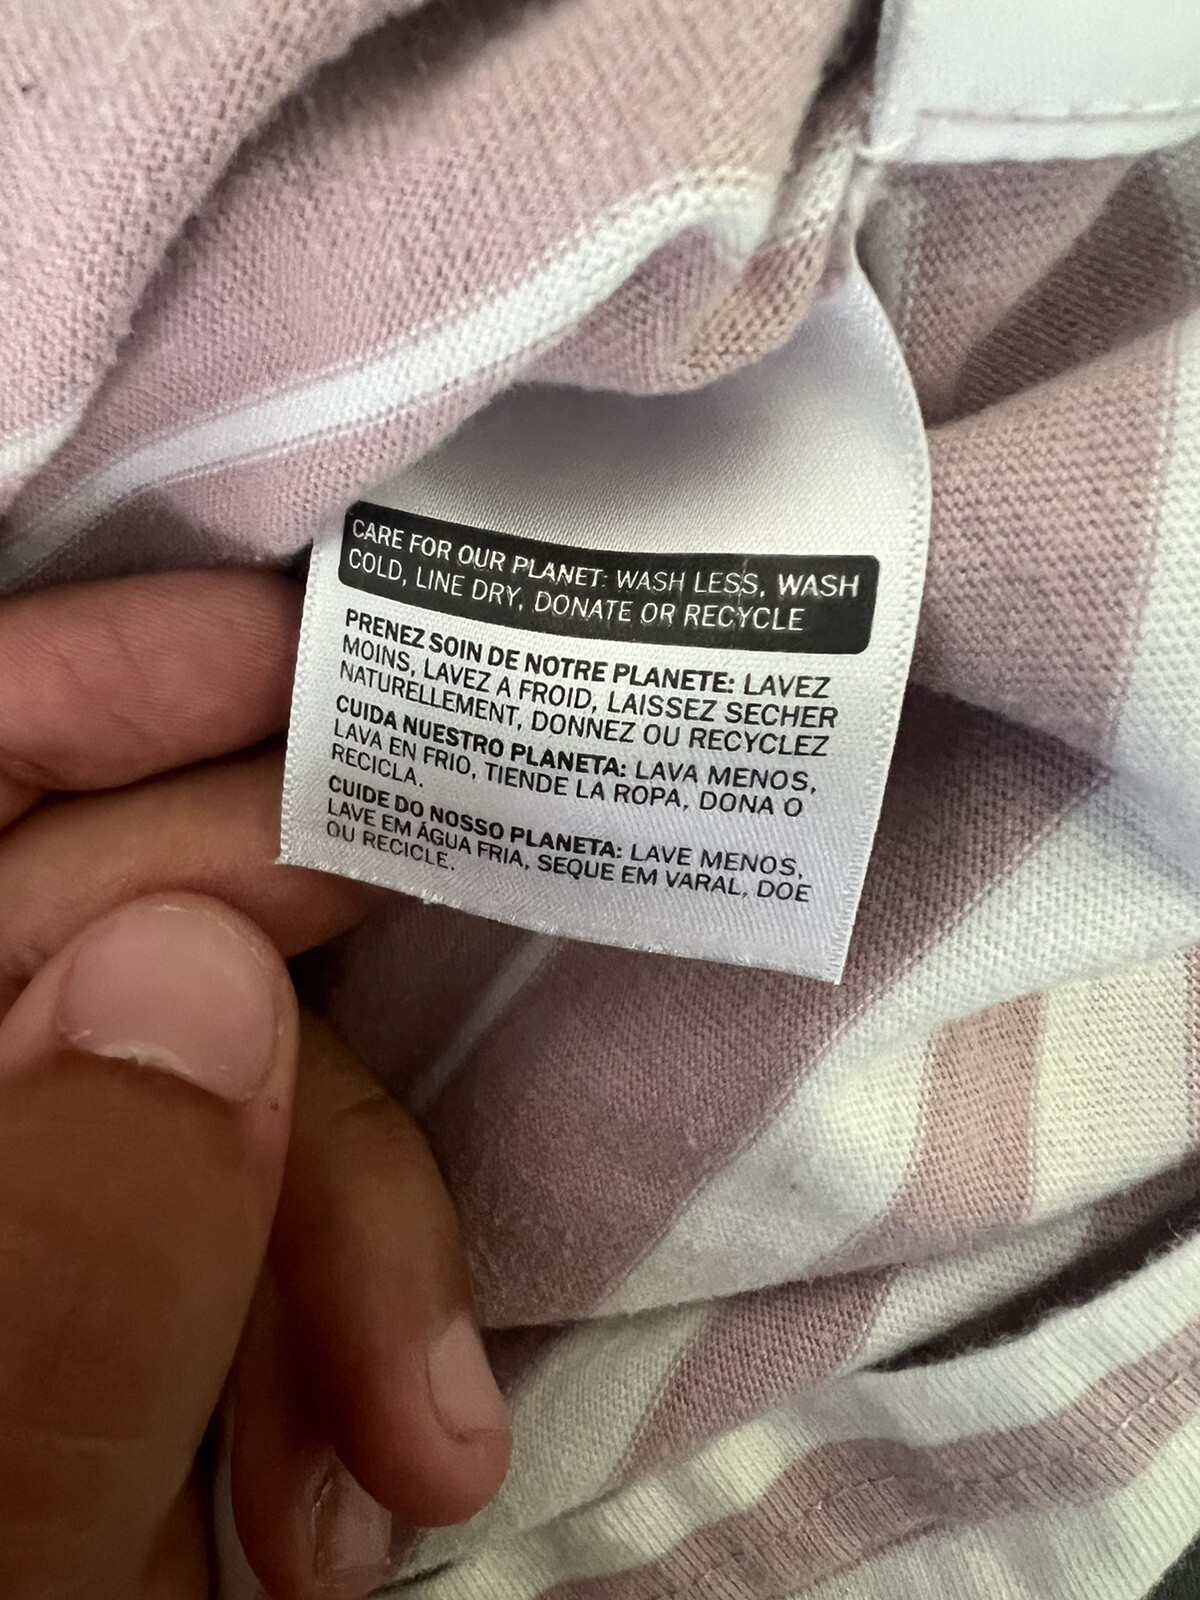 CARE FOR OUR PLANET: WASH LESS, WASH
COLD, LINE DRY, DONATE OR RECYCLE
PRENEZ SOIN DE NOTRE PLANETE: LAVEZ
MOINS, LAVEZ A FROID, LAISSEZ SECHER
NATURELLEMENT, DONNEZ OU RECYCLEZ
CUIDA NUESTRO PLANETA: LAVA MENOS,
LAVA EN FRIO, TIENDE LA ROPA, DONA O
RECICLA.
CUIDE DO NOSSO PLANETA: LAVE MENOS,
LAVE EM ÁGUA FRIA, SEQUE EM VARAL, DOE
OU RECICLE.